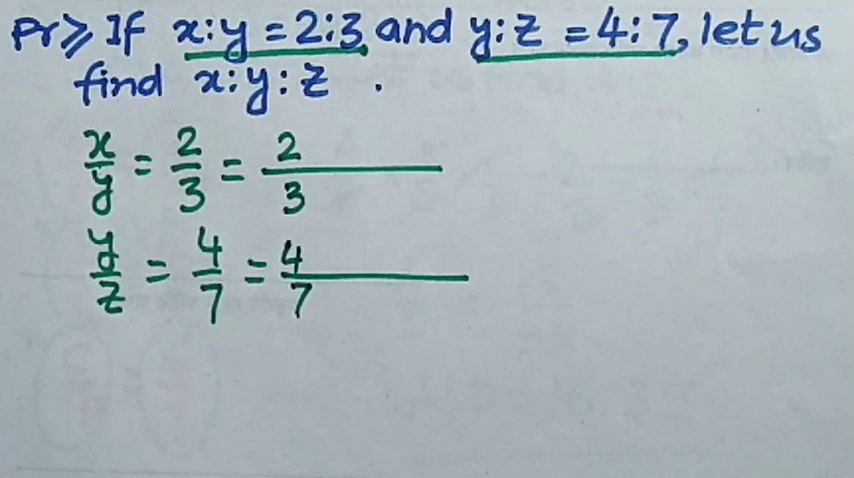 Pr> If x:y = 2:3 and y:z = 4:7, let us
find x:y:z .
x/y = 2/3 = 2/3
y/z = 4/7 = 4/7